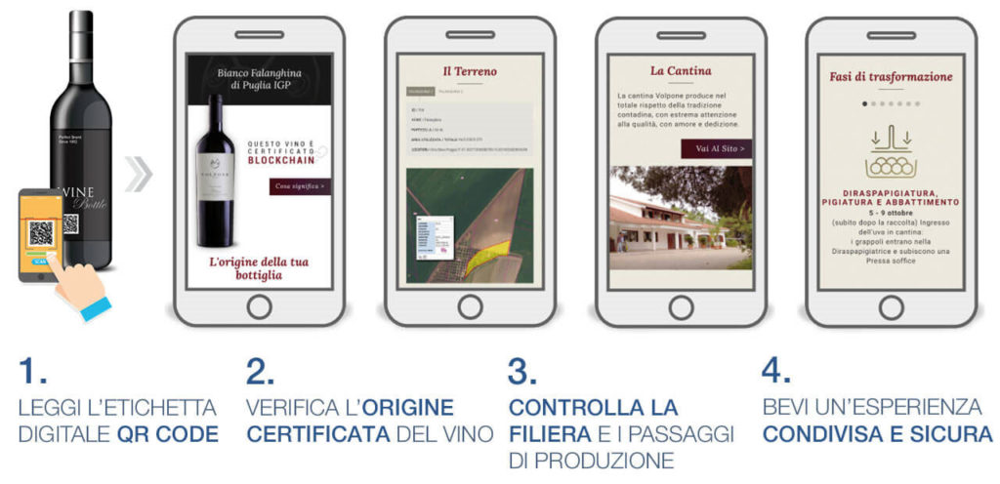 Perfect Brand
Since 1952
WINE
Bottle
SCAN
Bianco Falanghina
di Puglia IGP
VOLPONE
QUESTO VINO È
CERTIFICATO
BLOCKCHAIN
Cosa significa >
L'origine della tua
bottiglia
Il Terreno
La Cantina
La cantina Volpone produce nel
totale rispetto della tradizione
contadina, con estrema attenzione
alla qualità, con amore e dedizione.
Vai Al Sito >
Fasi di trasformazione
DIRASPAPIGIATURA,
PIGIATURA E ABBATTIMENTO
5 - 9 ottobre
(subito dopo la raccolta) Ingresso
dell'uva in cantina:
i grappoli entrano nella
Diraspapigiatrice e subiscono una
Pressa soffice
1.
LEGGI L'ETICHETTA
DIGITALE QR CODE
2.
VERIFICA L'ORIGINE
CERTIFICATA DEL VINO
3.
CONTROLLA LA
FILIERA E I PASSAGGI
DI PRODUZIONE
4.
BEVI UN'ESPERIENZA
CONDIVISA E SICURA